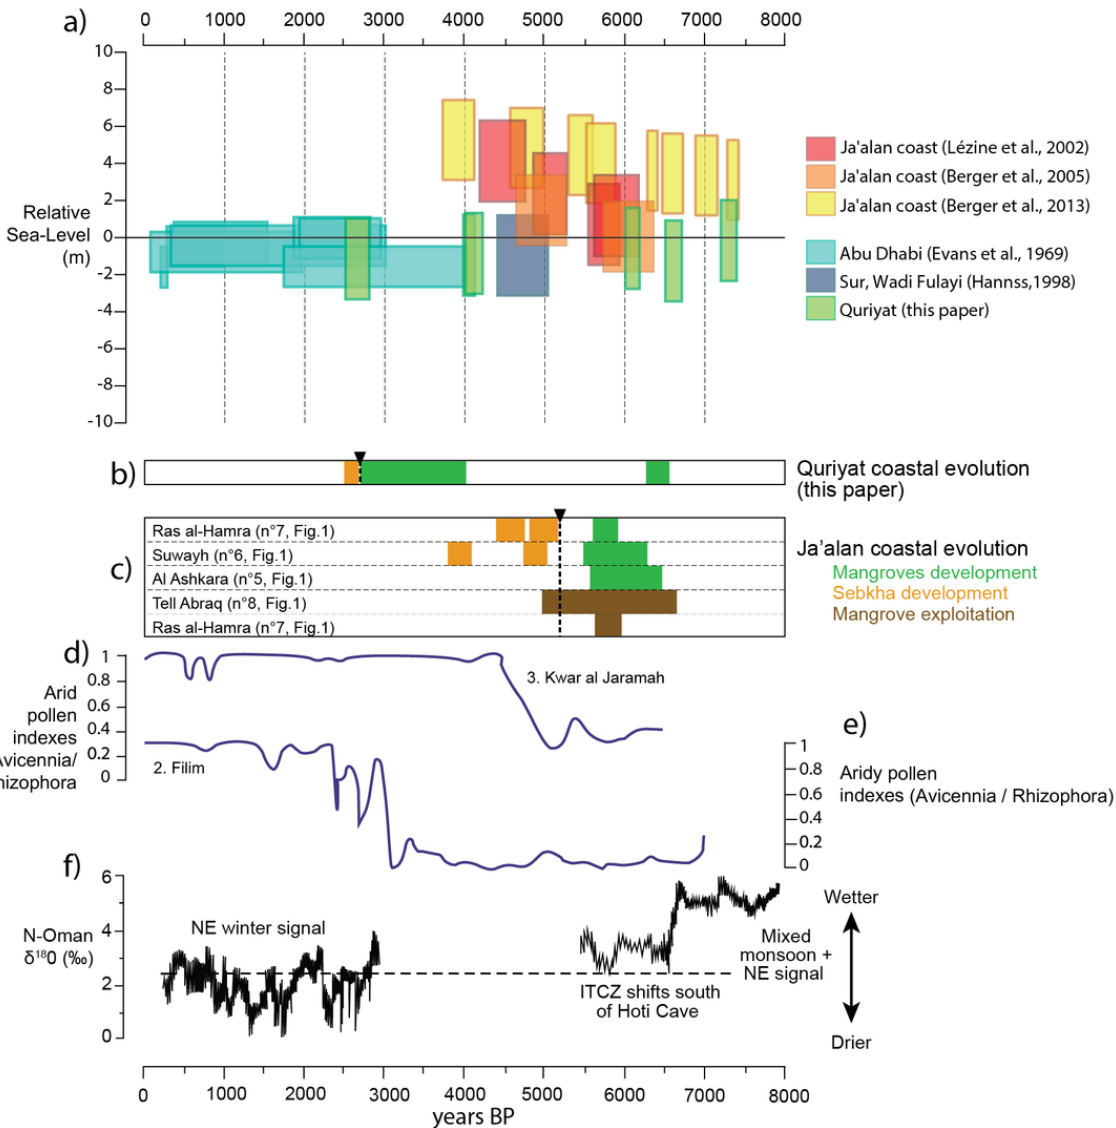 a)
0 1000 2000 3000 4000 5000 6000 7000 8000
10
8
6
4
2
0
-2
-4
-6
-8
-10
Relative
Sea-Level
(m)
Ja'alan coast (Lézine et al., 2002)
Ja'alan coast (Berger et al., 2005)
Ja'alan coast (Berger et al., 2013)
Abu Dhabi (Evans et al., 1969)
Sur, Wadi Fulayi (Hannss,1998)
Quriyat (this paper)
b)
Quriyat coastal evolution
(this paper)
c)
Ras al-Hamra (n°7, Fig.1)
Suwayh (n°6, Fig.1)
Al Ashkara (n°5, Fig.1)
Tell Abraq (n°8, Fig.1)
Ras al-Hamra (n°7, Fig.1)
Ja'alan coastal evolution
Mangroves development
Sebkha development
Mangrove exploitation
d)
1
0.8
0.6
0.4
0.2
0
Arid
pollen
indexes
Avicennia/
hizophora
3. Kwar al Jaramah
2. Filim
e)
1
0.8
0.6
0.4
0.2
0
Aridy pollen
indexes (Avicennia / Rhizophora)
f)
6
4
2
0
N-Oman
δ¹⁸0 (‰)
NE winter signal
ITCZ shifts south
of Hoti Cave
Mixed
monsoon +
NE signal
Wetter
Drier
0 1000 2000 3000 4000 5000 6000 7000 8000
years BP